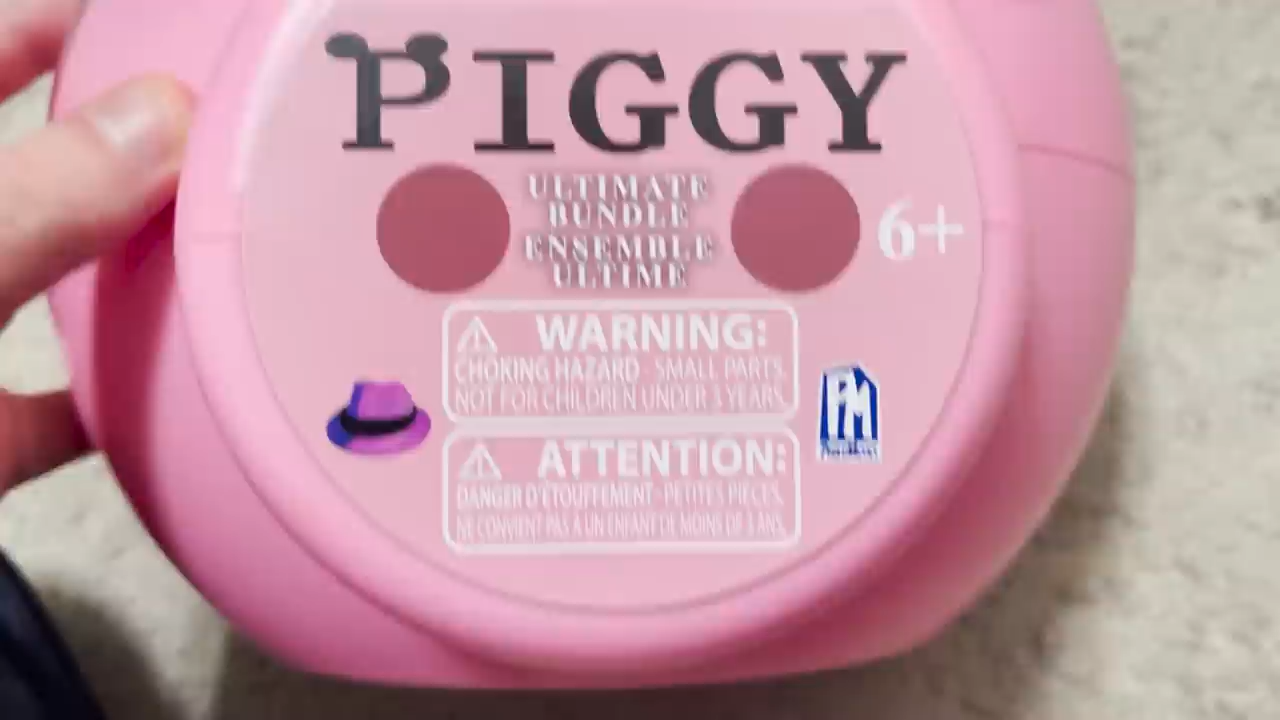 PIGGY
ULTIMATE
BUNDLE
ENSEMBLE
ULTIME
6+
WARNING:
CHOKING HAZARD - SMALL PARTS.
NOT FOR CHILDREN UNDER 3 YEARS.
PM
ATTENTION:
DANGER D'ÉTOUFFEMENT - PETITES PIÈCES.
NE CONVIENT PAS À UN ENFANT DE MOINS DE 3 ANS.